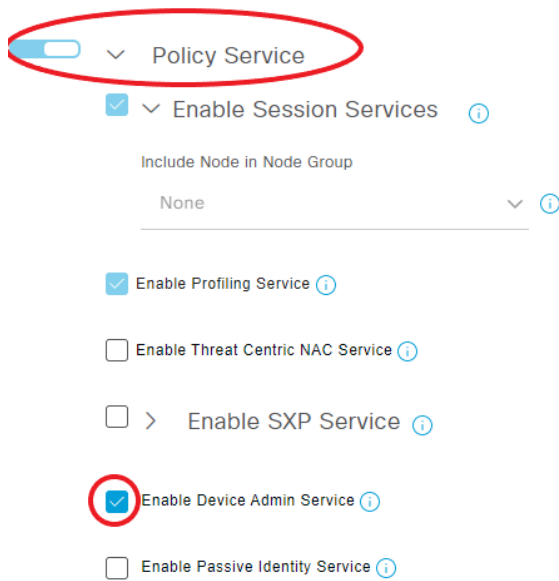 Policy Service
Enable Session Services
Include Node in Node Group
None
Enable Profiling Service
Enable Threat Centric NAC Service
Enable SXP Service
Enable Device Admin Service
Enable Passive Identity Service